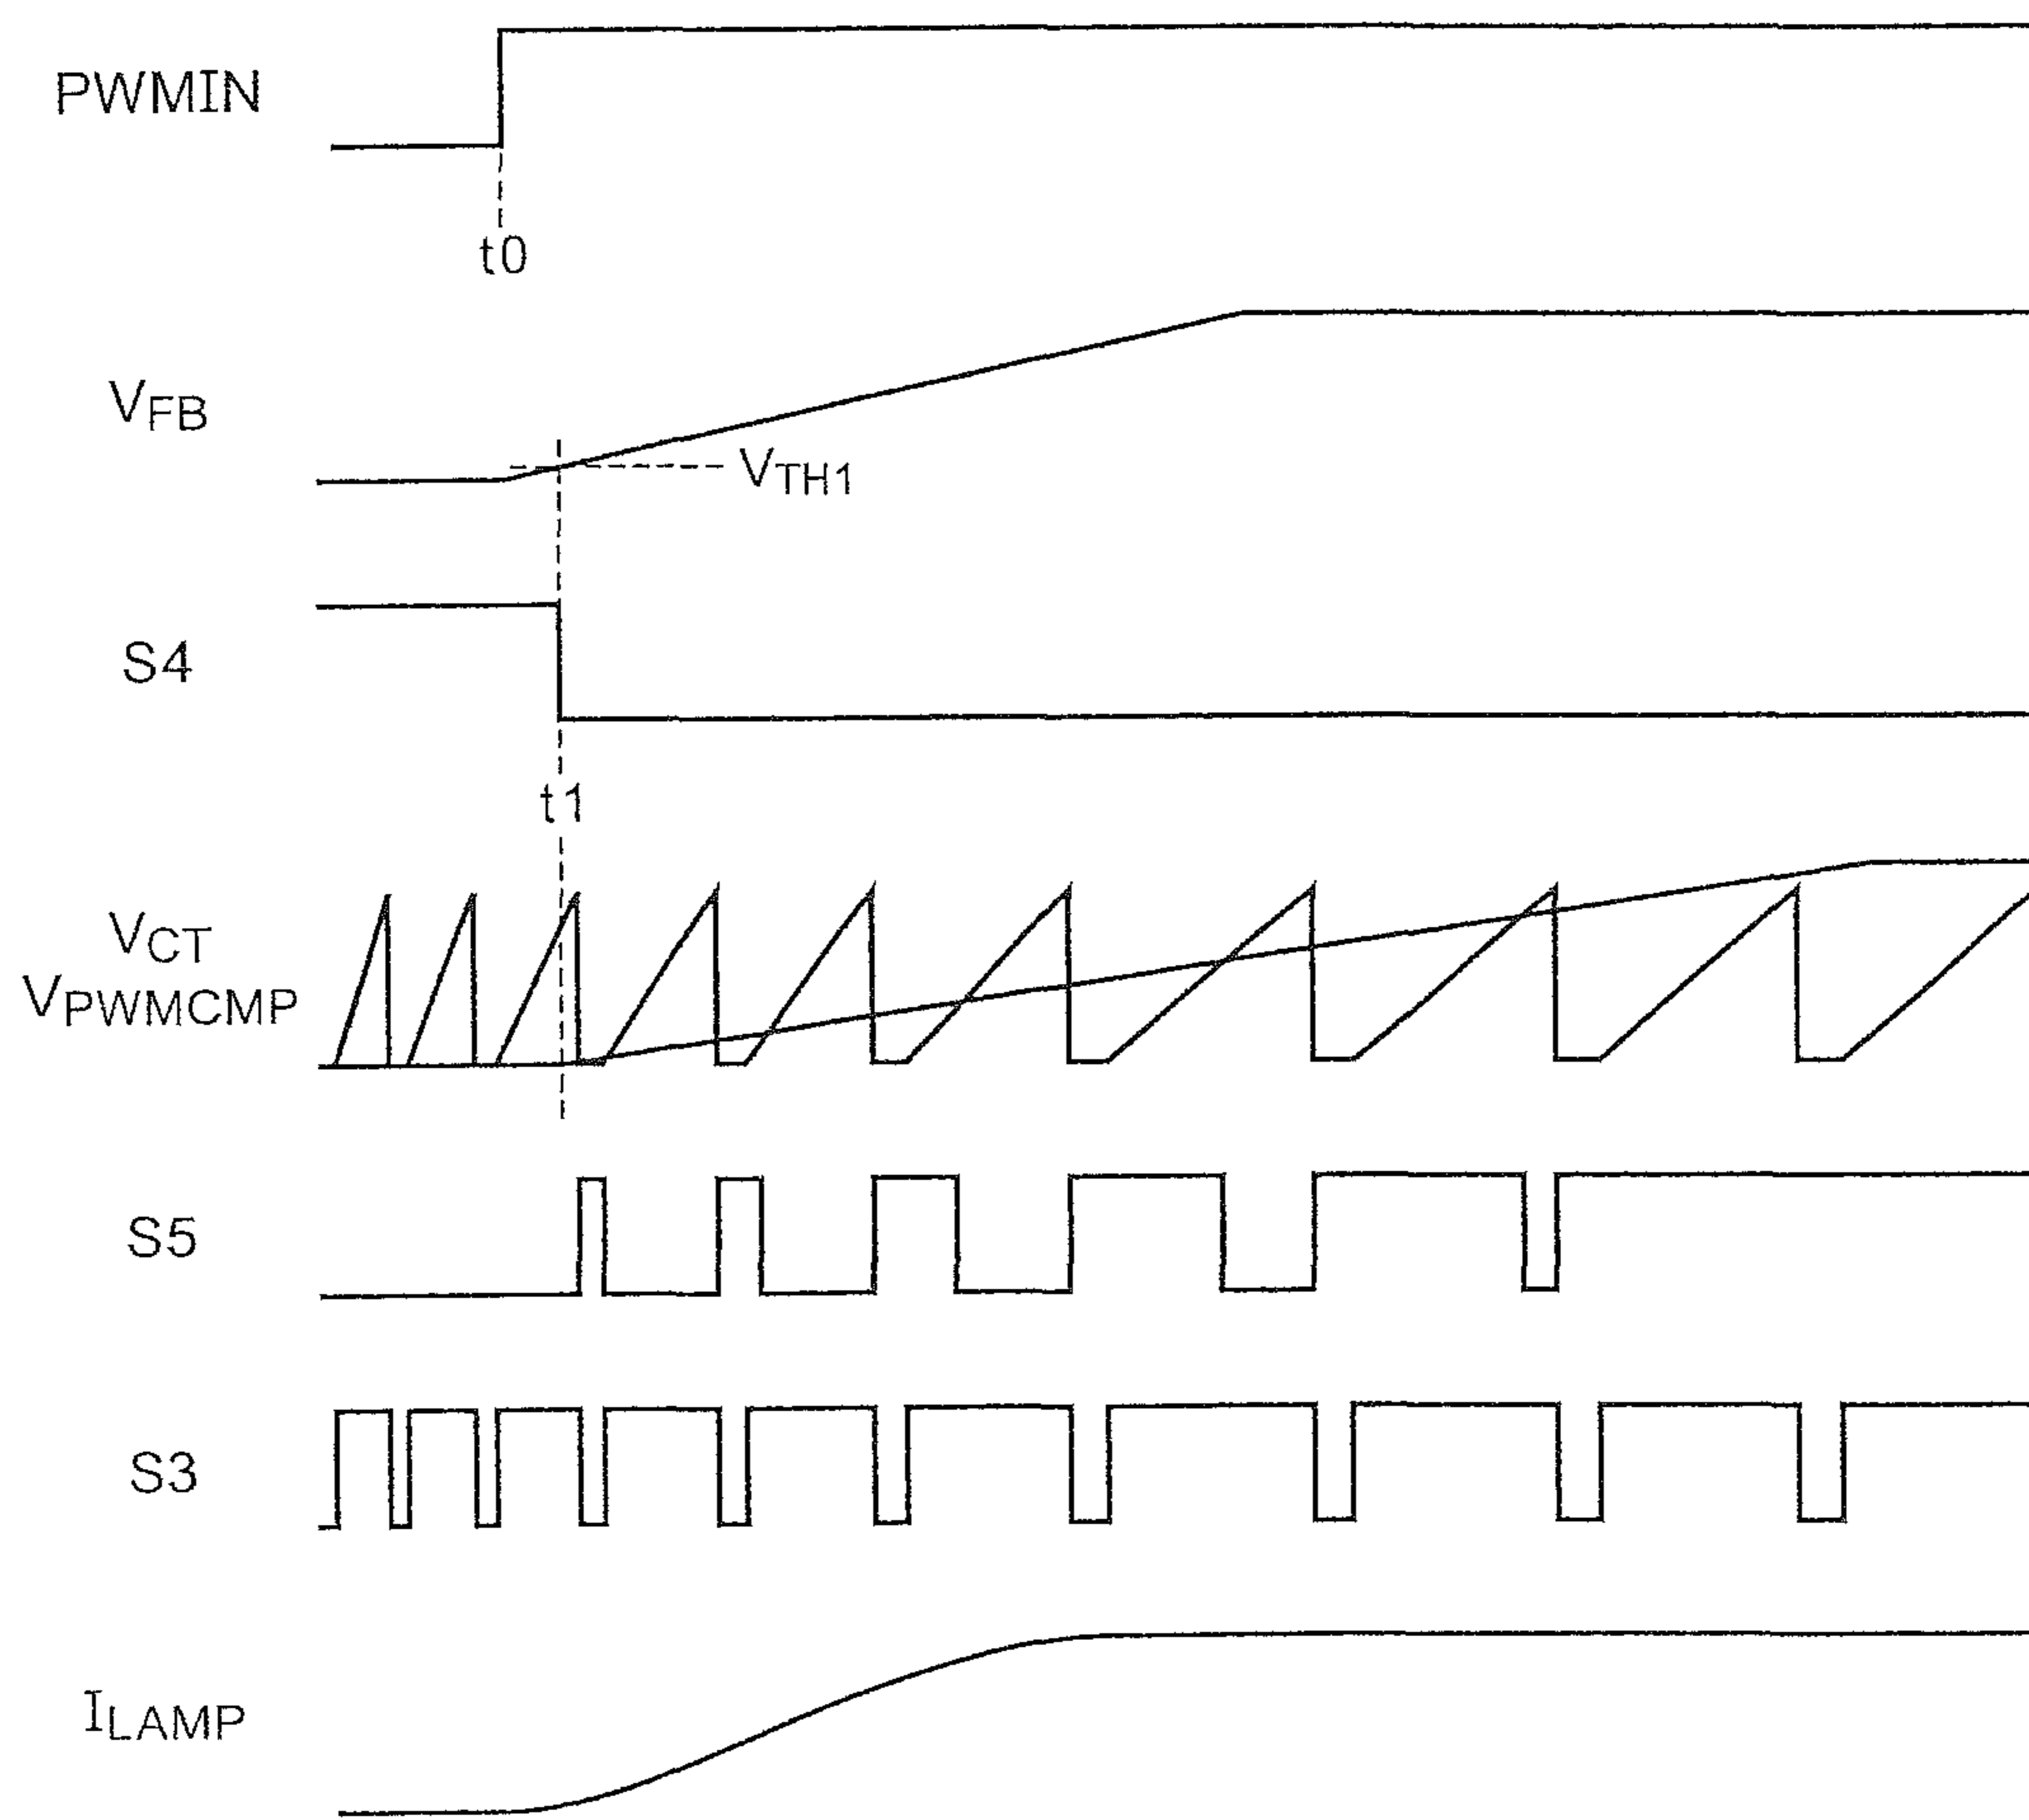 PWMIN
t0
VFB
VTH1
S4
t1
VCT
VPWMCMP
S5
S3
ILAMP